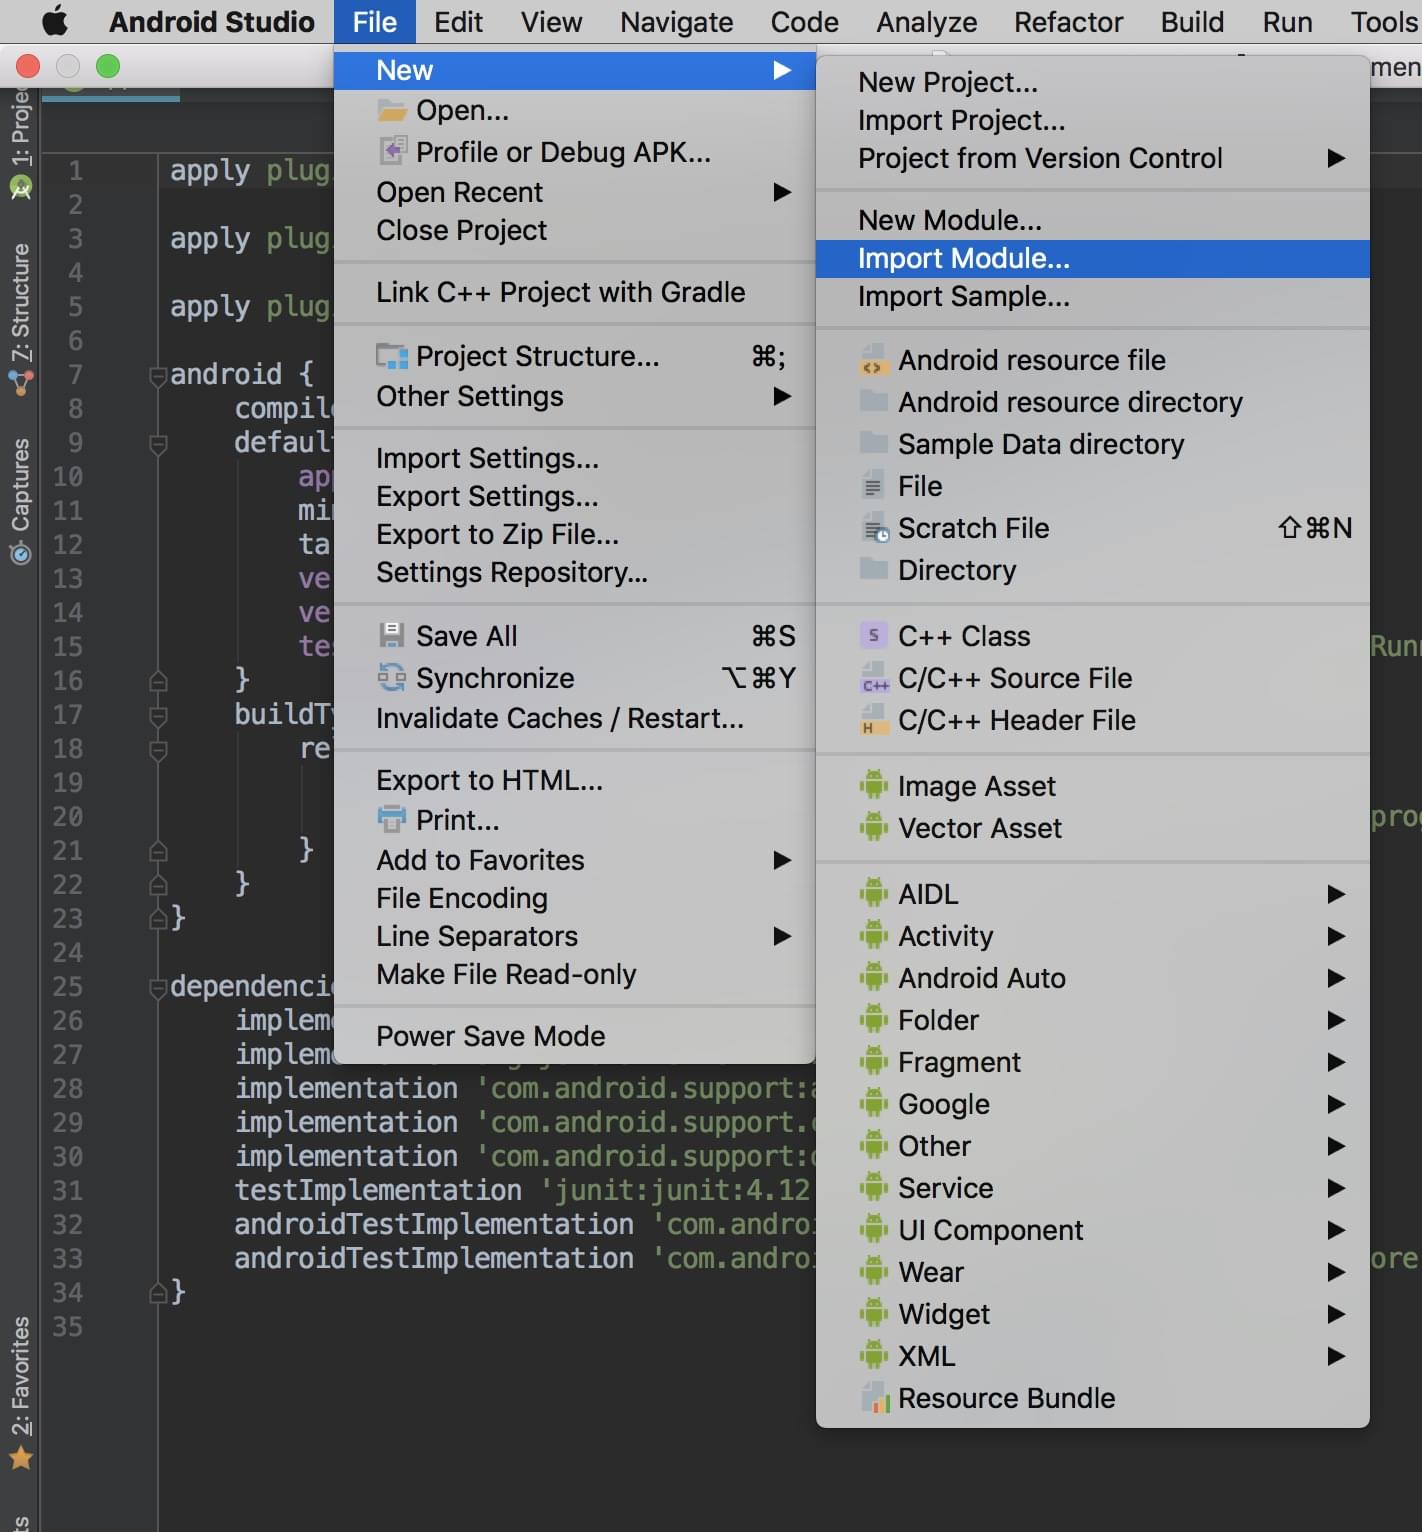 Android Studio File Edit View Navigate Code Analyze Refactor Build Run Tools
New
Open...
Profile or Debug APK...
Open Recent
Close Project
Link C++ Project with Gradle
Project Structure... ⌘;
Other Settings
Import Settings...
Export Settings...
Export to Zip File...
Settings Repository...
Save All ⌘S
Synchronize ⌥⌘Y
Invalidate Caches / Restart...
Export to HTML...
Print...
Add to Favorites
File Encoding
Line Separators
Make File Read-only
Power Save Mode
New Project...
Import Project...
Project from Version Control
New Module...
Import Module...
Import Sample...
Android resource file
Android resource directory
Sample Data directory
File
Scratch File ⇧⌘N
Directory
C++ Class
C/C++ Source File
C/C++ Header File
Image Asset
Vector Asset
AIDL
Activity
Android Auto
Folder
Fragment
Google
Other
Service
UI Component
Wear
Widget
XML
Resource Bundle
1: Projec
7: Structure
Captures
2: Favorites
ts
men
1 apply plug
2
3 apply plug
4
5 apply plug
6
7 android {
8 compil
9 defaul
10 ap
11 mi
12 ta
13 ve
14 ve
15 te Run
16 }
17 buildTy
18 re
19
20 pro
21 }
22 }
23 }
24
25 dependenci
26 implem
27 implem
28 implementation 'com.android.support:a
29 implementation 'com.android.support.
30 implementation 'com.android.support:
31 testImplementation 'junit:junit:4.12
32 androidTestImplementation 'com.androi
33 androidTestImplementation 'com.androi ore
34 }
35